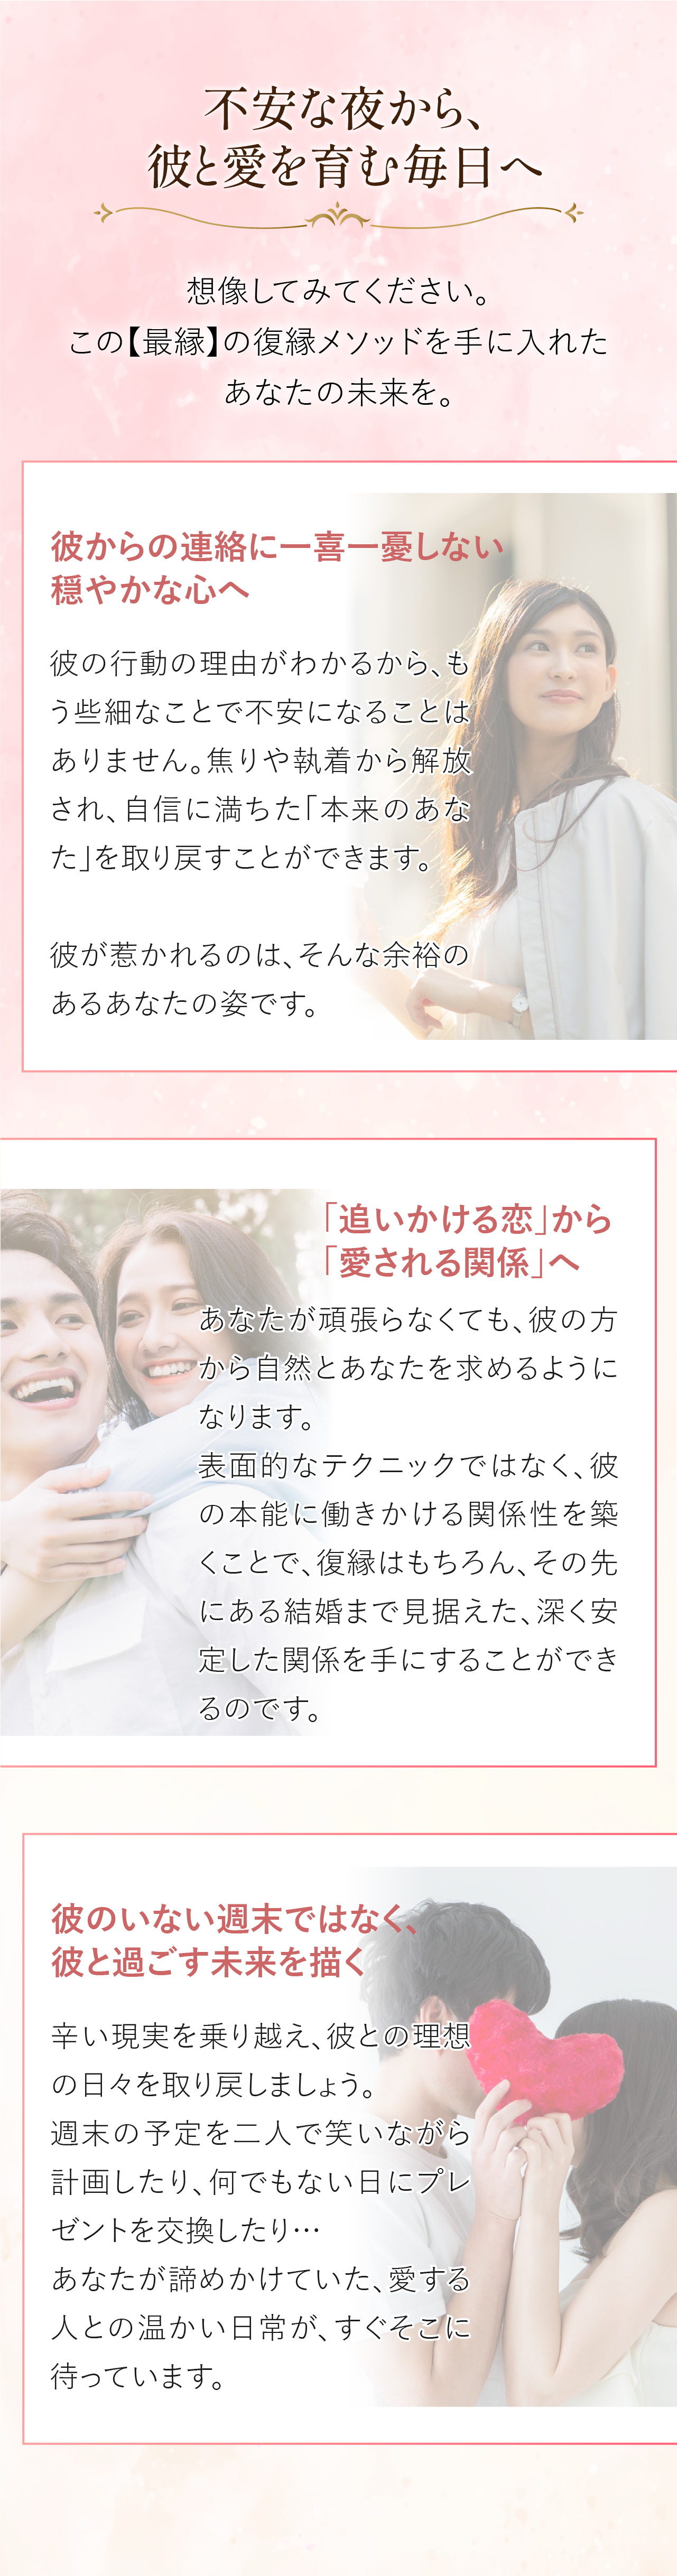 不安な夜から、
彼と愛を育む毎日へ
想像してみてください。
この【最縁】の復縁メソッドを手に入れた
あなたの未来を。
彼からの連絡に一喜一憂しない
穏やかな心へ
彼の行動の理由がわかるから、も
う些細なことで不安になることは
ありません。焦りや執着から解放
され、自信に満ちた「本来のあな
た」を取り戻すことができます。
彼が惹かれるのは、そんな余裕の
あるあなたの姿です。
「追いかける恋」から
「愛される関係」へ
あなたが頑張らなくても、彼の方
から自然とあなたを求めるように
なります。
表面的なテクニックではなく、彼
の本能に働きかける関係性を築
くことで、復縁はもちろん、その先
にある結婚まで見据えた、深く安
定した関係を手にすることができ
るのです。
彼のいない週末ではなく、
彼と過ごす未来を描く
辛い現実を乗り越え、彼との理想
の日々を取り戻しましょう。
週末の予定を二人で笑いながら
計画したり、何でもない日にプレ
ゼントを交換したり…
あなたが諦めかけていた、愛する
人との温かい日常が、すぐそこに
待っています。